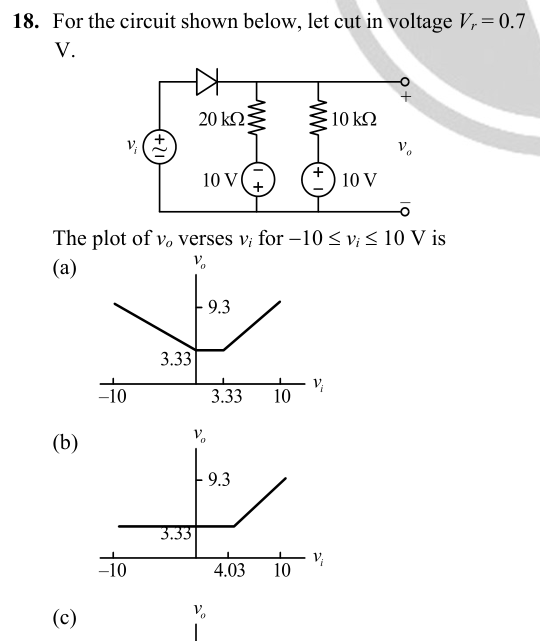 18. For the circuit shown below, let cut in voltage Vᵣ = 0.7
V.
+
20 kΩ
10 kΩ
vᵢ
+
−
vₒ
10 V
−
+
+
−
10 V
−
The plot of vₒ verses vᵢ for −10 ≤ vᵢ ≤ 10 V is
(a)
vₒ
9.3
3.33
vᵢ
−10
3.33
10
(b)
vₒ
9.3
3.33
vᵢ
−10
4.03
10
(c)
vₒ